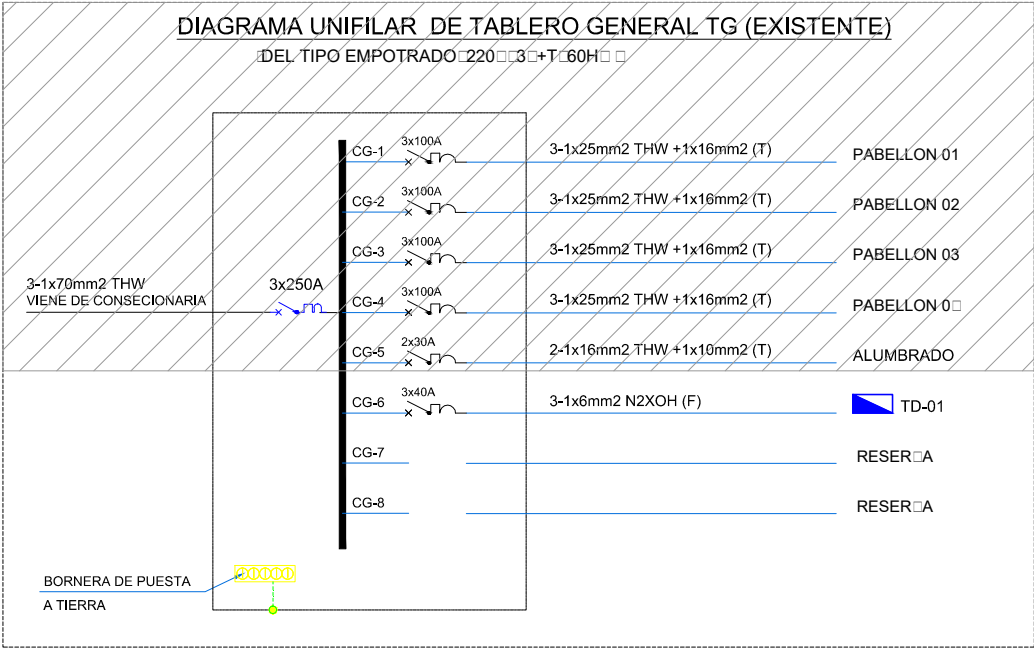 DIAGRAMA UNIFILAR DE TABLERO GENERAL TG (EXISTENTE)
□DEL TIPO EMPOTRADO□220□□3□+T□60H□ □
CG-1 3x100A 3-1x25mm2 THW +1x16mm2 (T) PABELLON 01
CG-2 3x100A 3-1x25mm2 THW +1x16mm2 (T) PABELLON 02
CG-3 3x100A 3-1x25mm2 THW +1x16mm2 (T) PABELLON 03
3-1x70mm2 THW
VIENE DE CONSECIONARIA
3x250A
CG-4 3x100A 3-1x25mm2 THW +1x16mm2 (T) PABELLON 0□
CG-5 2x30A 2-1x16mm2 THW +1x10mm2 (T) ALUMBRADO
CG-6 3x40A 3-1x6mm2 N2XOH (F) TD-01
CG-7 RESER□A
CG-8 RESER□A
BORNERA DE PUESTA
A TIERRA